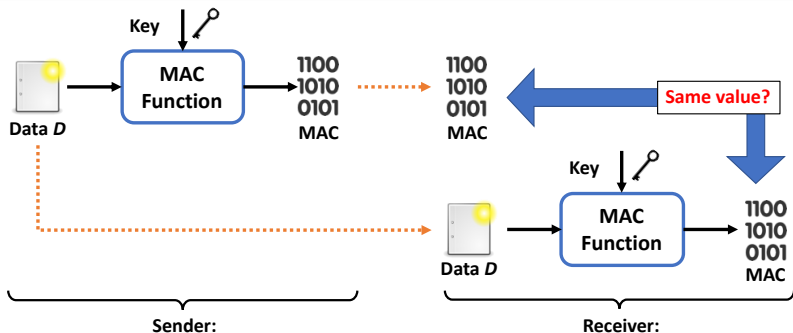 Key
MAC
Function
1100
1010
0101
MAC
Data D
1100
1010
0101
MAC
Same value?
Key
MAC
Function
Data D
1100
1010
0101
MAC
Sender:
Receiver: